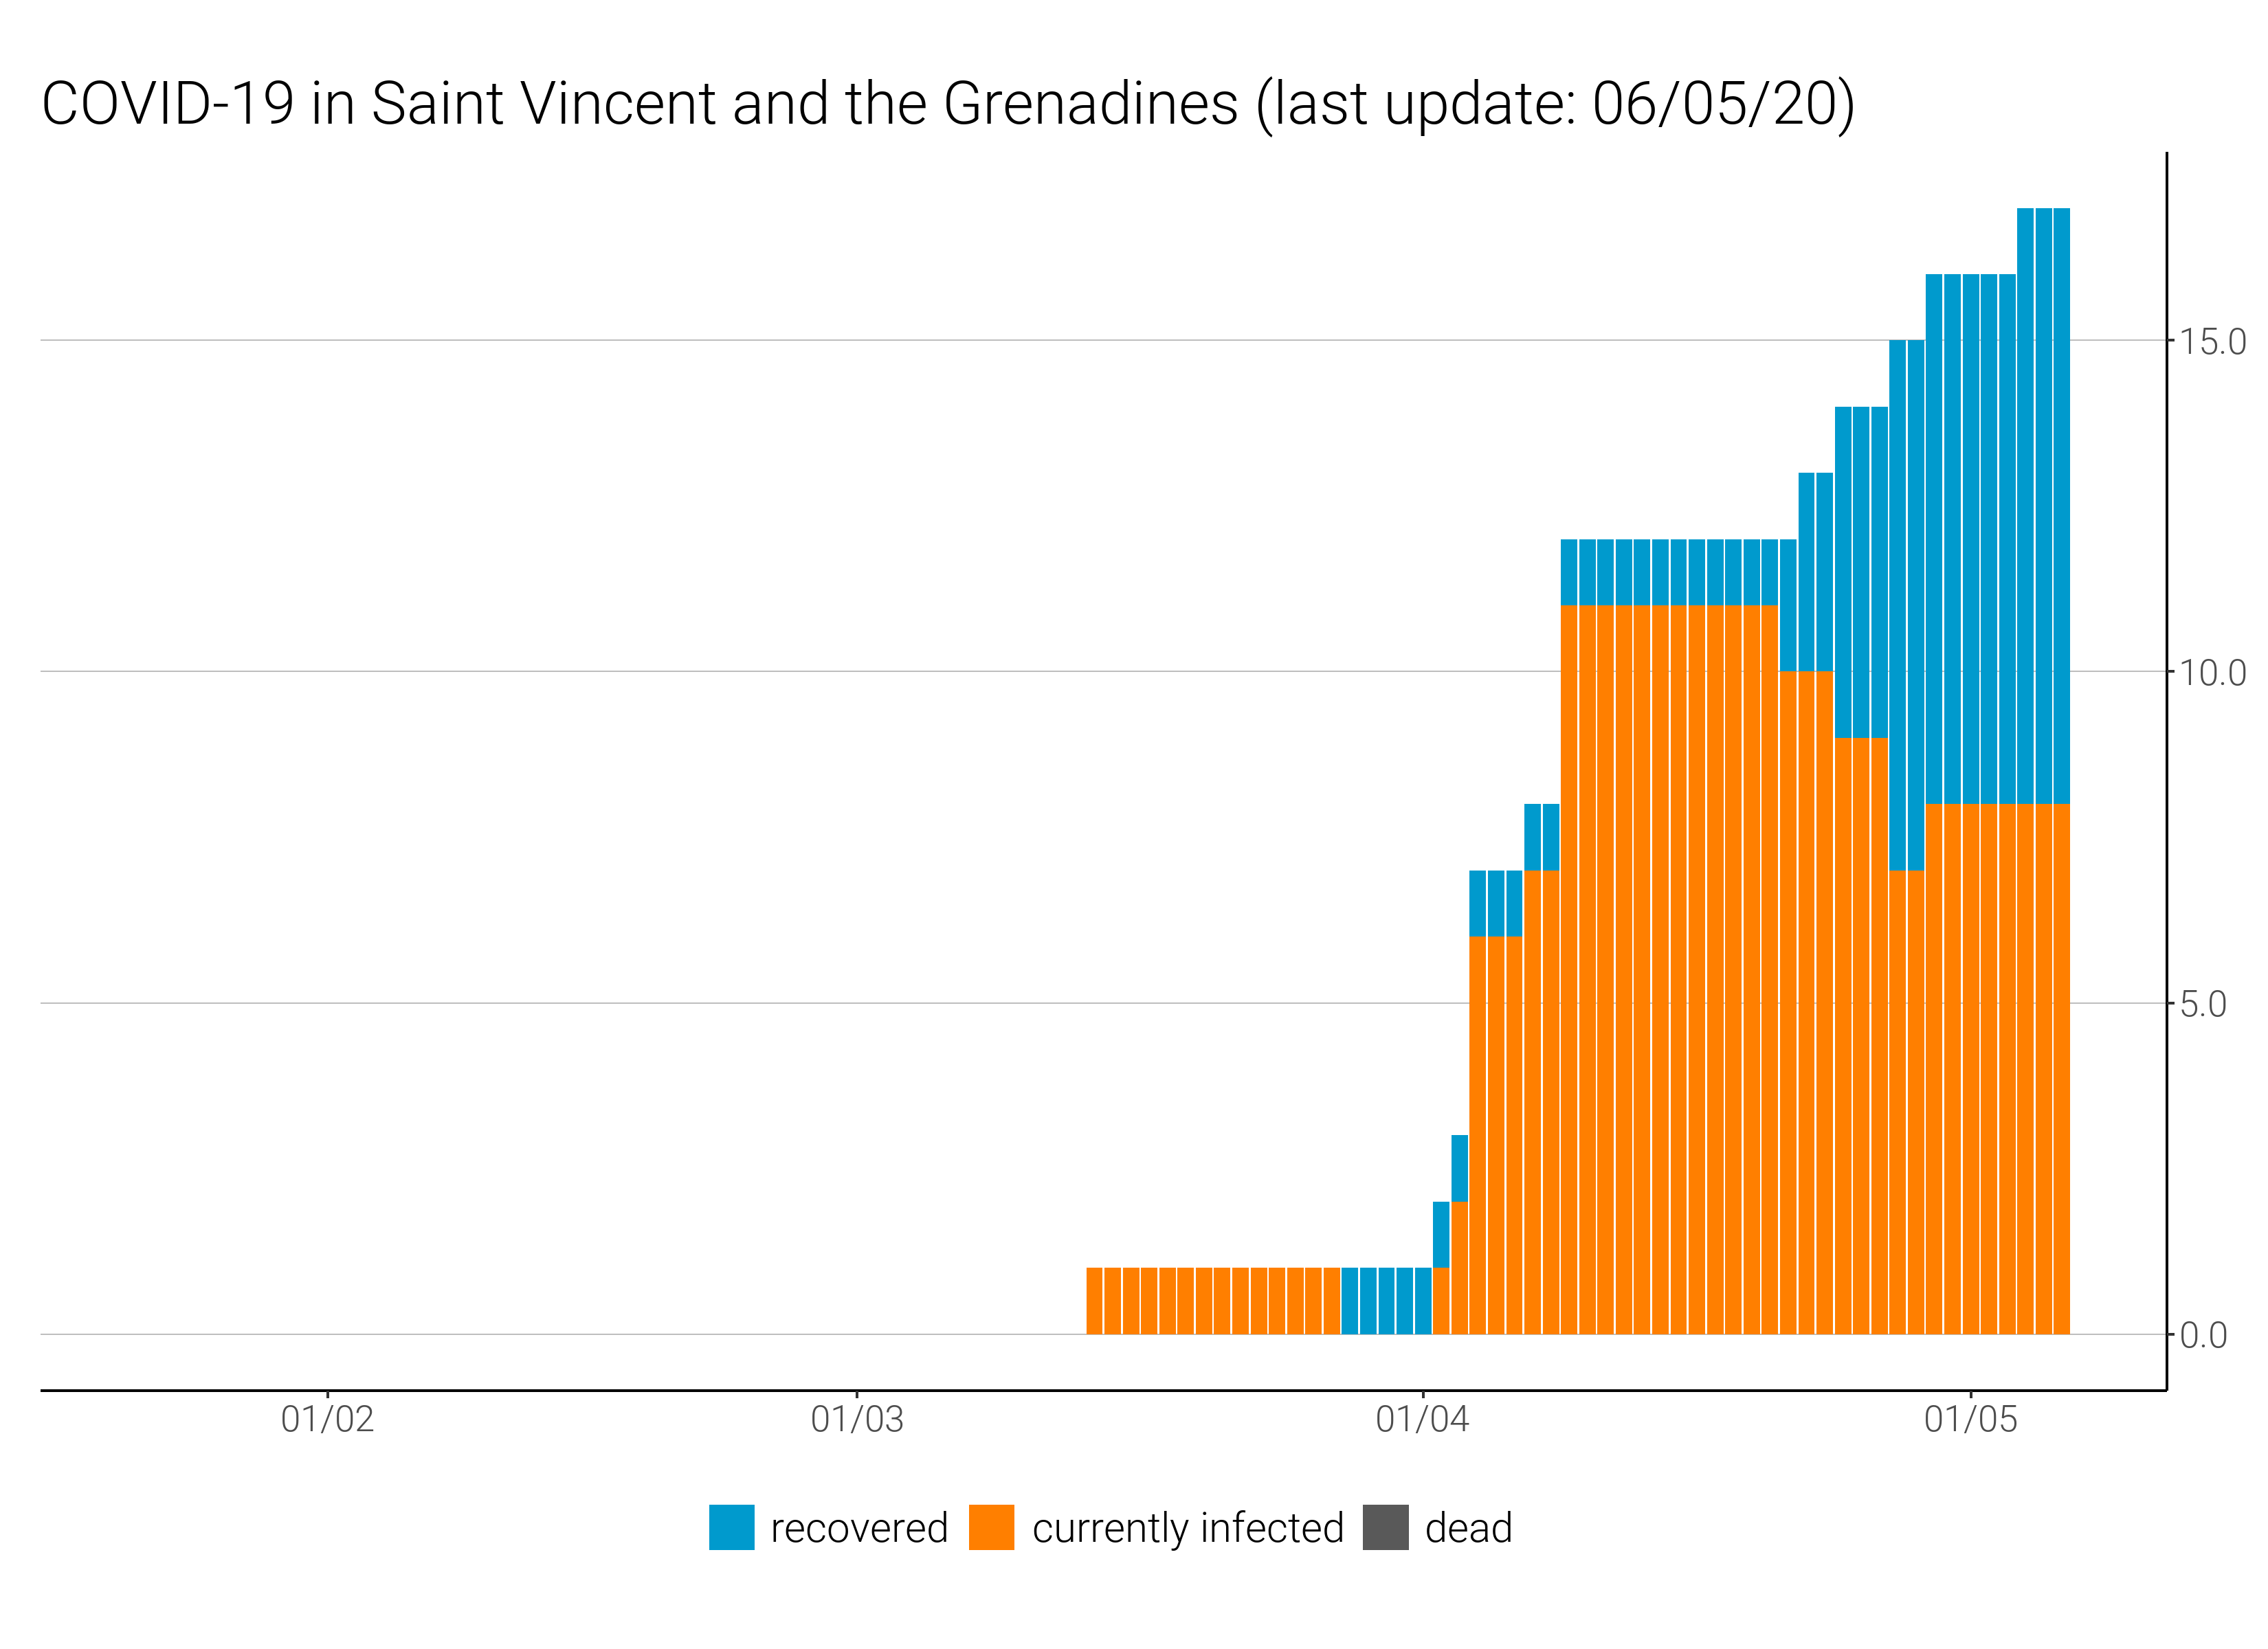 COVID-19 in Saint Vincent and the Grenadines (last update: 06/05/20)
15.0
10.0
5.0
0.0
01/02 01/03 01/04 01/05
recovered currently infected dead